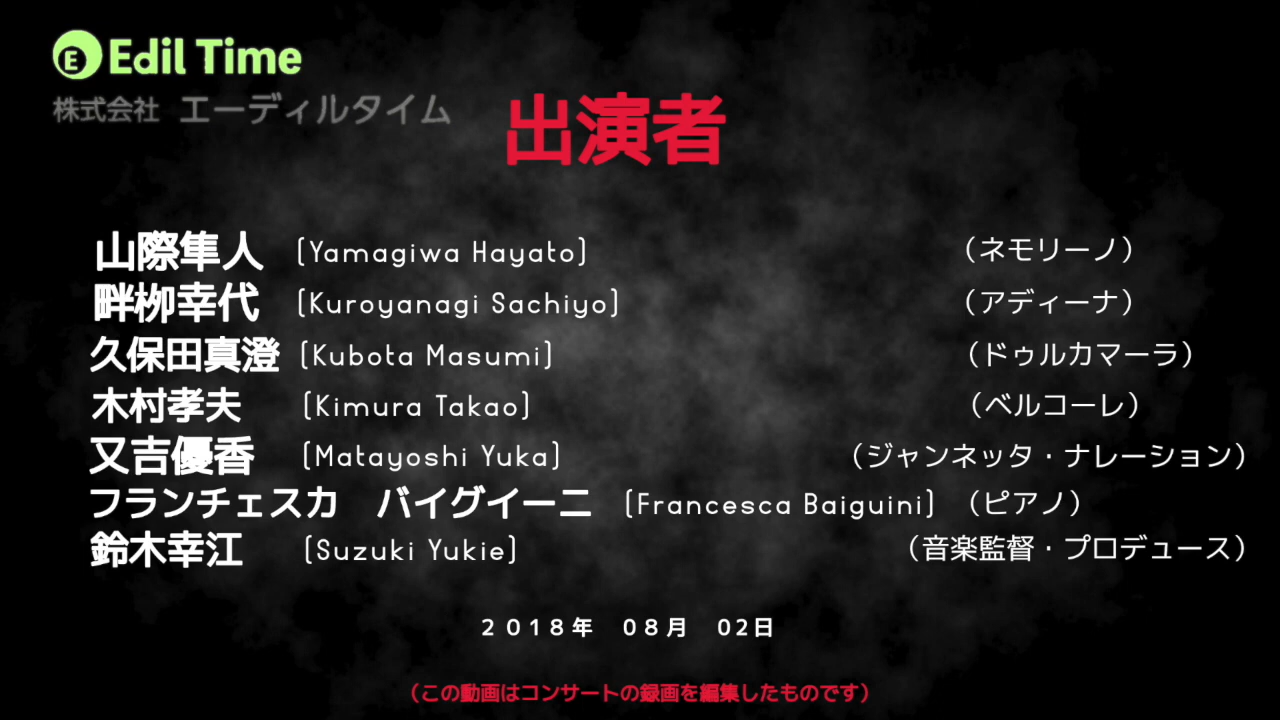 E Edil Time
株式会社 エーディルタイム
出演者
山際隼人 (Yamagiwa Hayato) （ネモリーノ）
畔栁幸代 (Kuroyanagi Sachiyo) （アディーナ）
久保田真澄 (Kubota Masumi) （ドゥルカマーラ）
木村孝夫 (Kimura Takao) （ベルコーレ）
又吉優香 (Matayoshi Yuka) （ジャンネッタ・ナレーション）
フランチェスカ　バイグイーニ (Francesca Baiguini) （ピアノ）
鈴木幸江 (Suzuki Yukie) （音楽監督・プロデュース）
２０１８年　０８月　02日
（この動画はコンサートの録画を編集したものです）